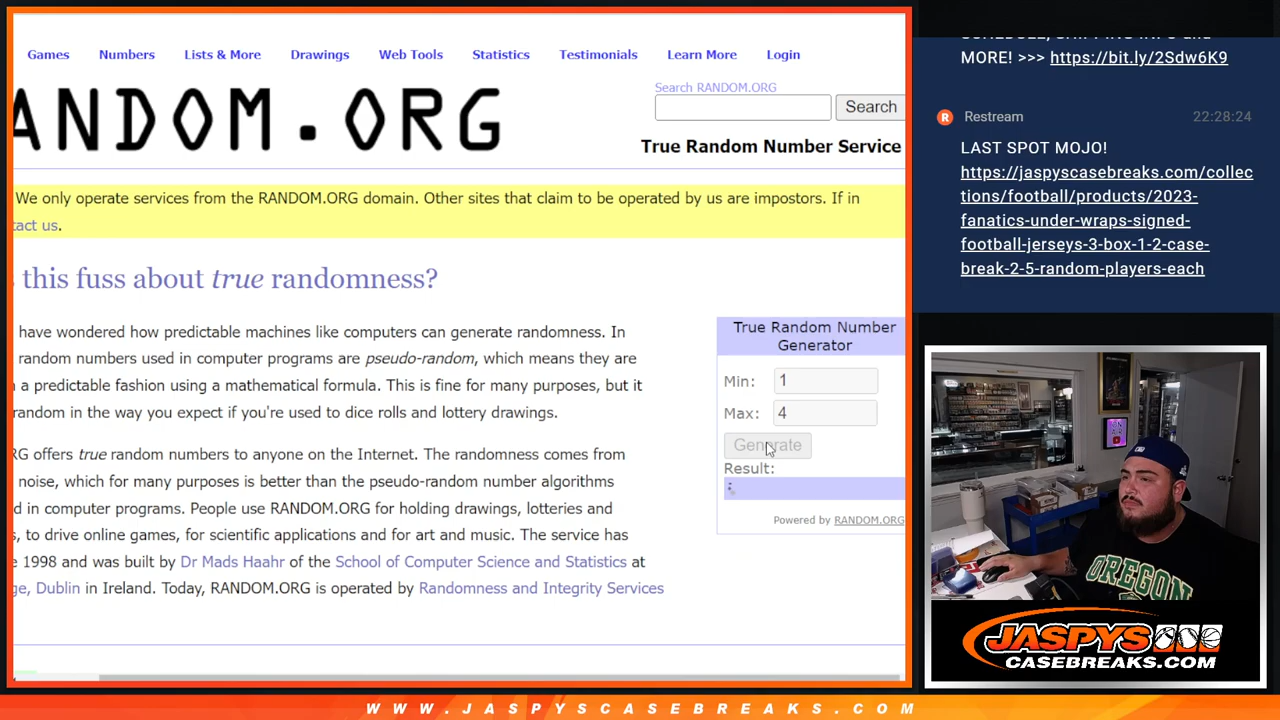 Games Numbers Lists & More Drawings Web Tools Statistics Testimonials Learn More Login
Search RANDOM.ORG
ANDOM.ORG
Search
True Random Number Service
We only operate services from the RANDOM.ORG domain. Other sites that claim to be operated by us are impostors. If in
tact us.
this fuss about true randomness?
have wondered how predictable machines like computers can generate randomness. In
random numbers used in computer programs are pseudo-random, which means they are
a predictable fashion using a mathematical formula. This is fine for many purposes, but it
random in the way you expect if you're used to dice rolls and lottery drawings.
RG offers true random numbers to anyone on the Internet. The randomness comes from
noise, which for many purposes is better than the pseudo-random number algorithms
d in computer programs. People use RANDOM.ORG for holding drawings, lotteries and
s, to drive online games, for scientific applications and for art and music. The service has
e 1998 and was built by Dr Mads Haahr of the School of Computer Science and Statistics at
ge, Dublin in Ireland. Today, RANDOM.ORG is operated by Randomness and Integrity Services
True Random Number
Generator
Min: 1
Max: 4
Generate
Result:
Powered by RANDOM.ORG
MORE! >>> https://bit.ly/2Sdw6K9
R Restream 22:28:24
LAST SPOT MOJO!
https://jaspyscasebreaks.com/collec
tions/football/products/2023-
fanatics-under-wraps-signed-
football-jerseys-3-box-1-2-case-
break-2-5-random-players-each
OREGON
JASPYS
CASEBREAKS.COM
WWW.JASPYSCASEBREAKS.COM